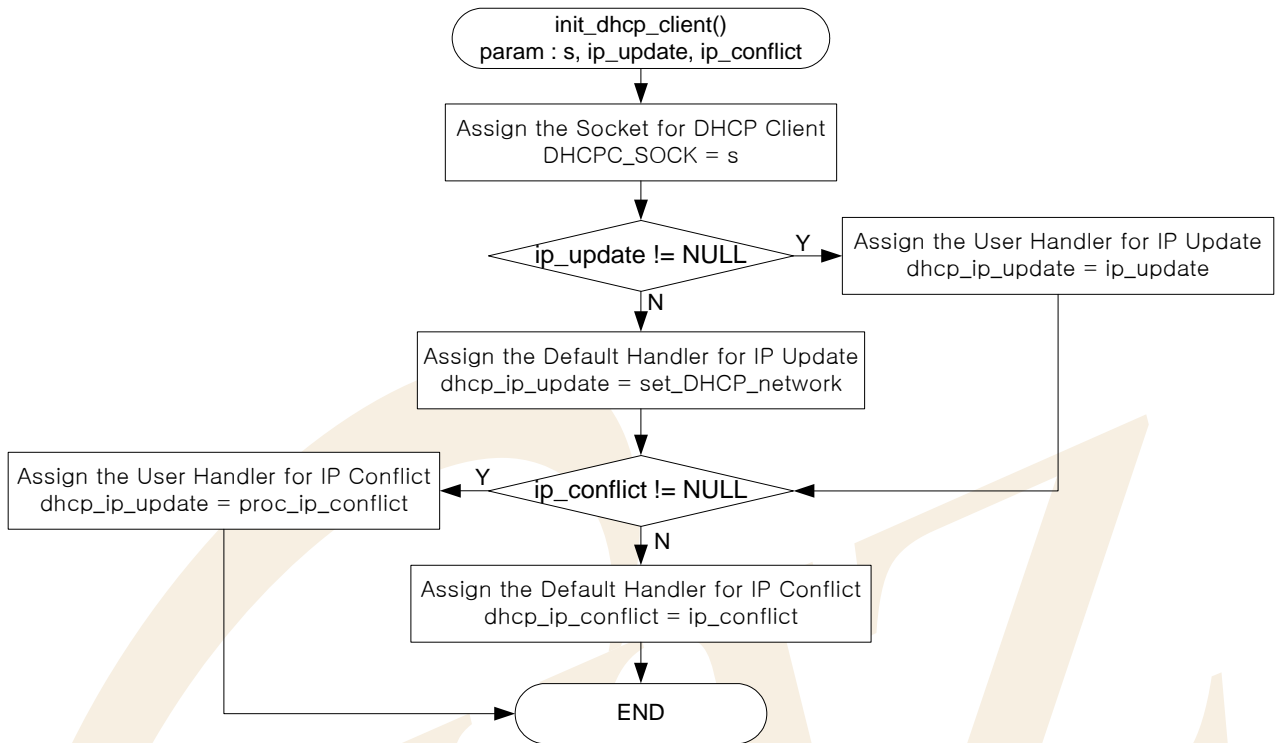 init_dhcp_client()
param : s, ip_update, ip_conflict
Assign the Socket for DHCP Client
DHCPC_SOCK = s
ip_update != NULL
Y
Assign the User Handler for IP Update
dhcp_ip_update = ip_update
N
Assign the Default Handler for IP Update
dhcp_ip_update = set_DHCP_network
Assign the User Handler for IP Conflict
dhcp_ip_update = proc_ip_conflict
Y
ip_conflict != NULL
N
Assign the Default Handler for IP Conflict
dhcp_ip_conflict = ip_conflict
END